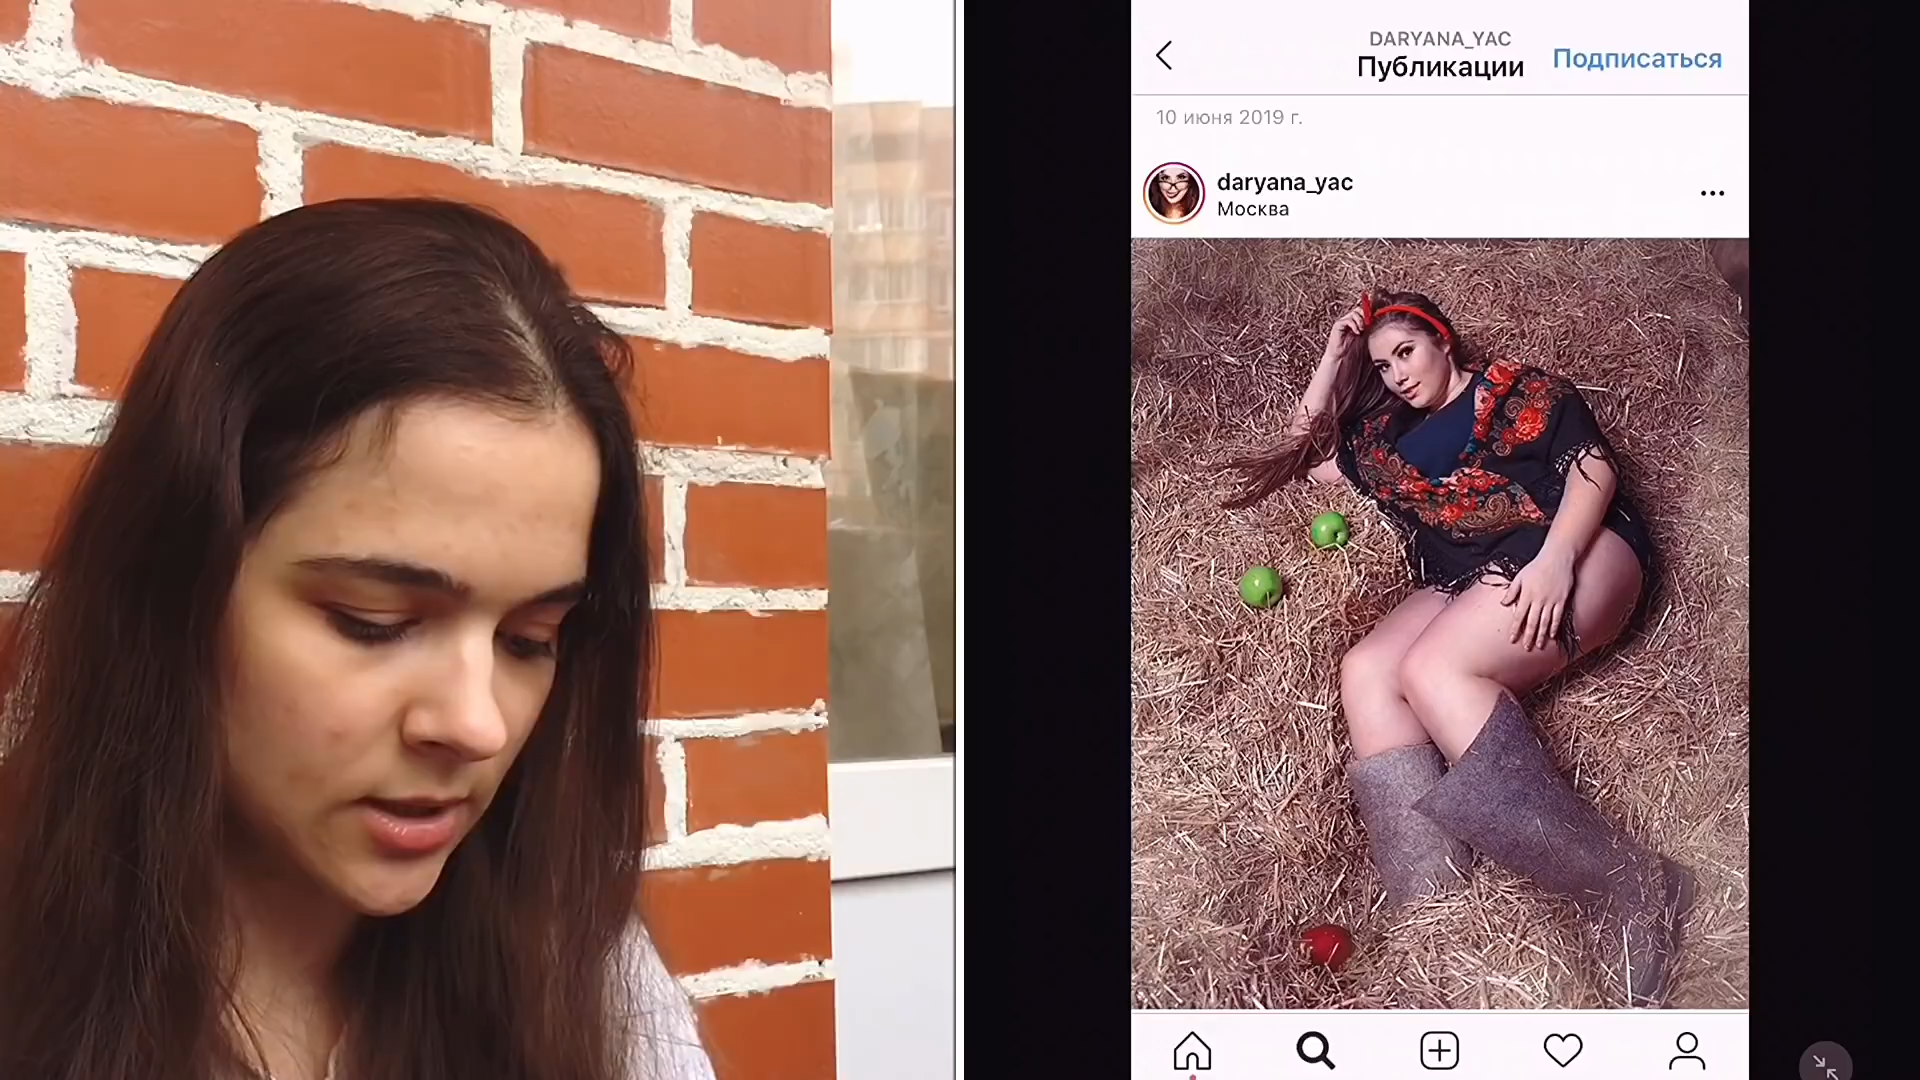 DARYANA_YAC
Публикации
Подписаться
10 июня 2019 г.
daryana_yac
Москва